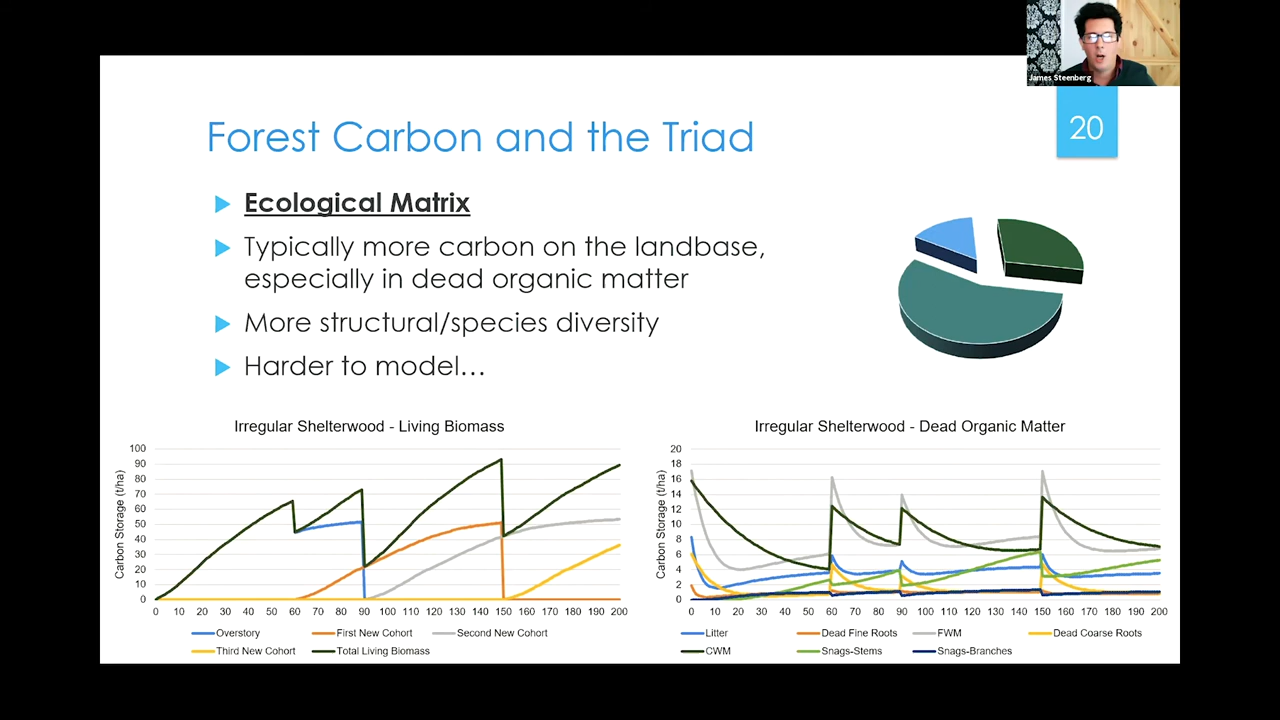 James Steenberg
20
Forest Carbon and the Triad
Ecological Matrix
Typically more carbon on the landbase,
especially in dead organic matter
More structural/species diversity
Harder to model…
Irregular Shelterwood - Living Biomass
Carbon Storage (t/ha)
100
90
80
70
60
50
40
30
20
10
0
10 20 30 40 50 60 70 80 90 100 110 120 130 140 150 160 170 180 190 200
Overstory First New Cohort Second New Cohort
Third New Cohort Total Living Biomass
Irregular Shelterwood - Dead Organic Matter
Carbon Storage (t/ha)
20
18
16
14
12
10
8
6
4
2
0
0 10 20 30 40 50 60 70 80 90 100 110 120 130 140 150 160 170 180 190 200
Litter Dead Fine Roots FWM Dead Coarse Roots
CWM Snags-Stems Snags-Branches